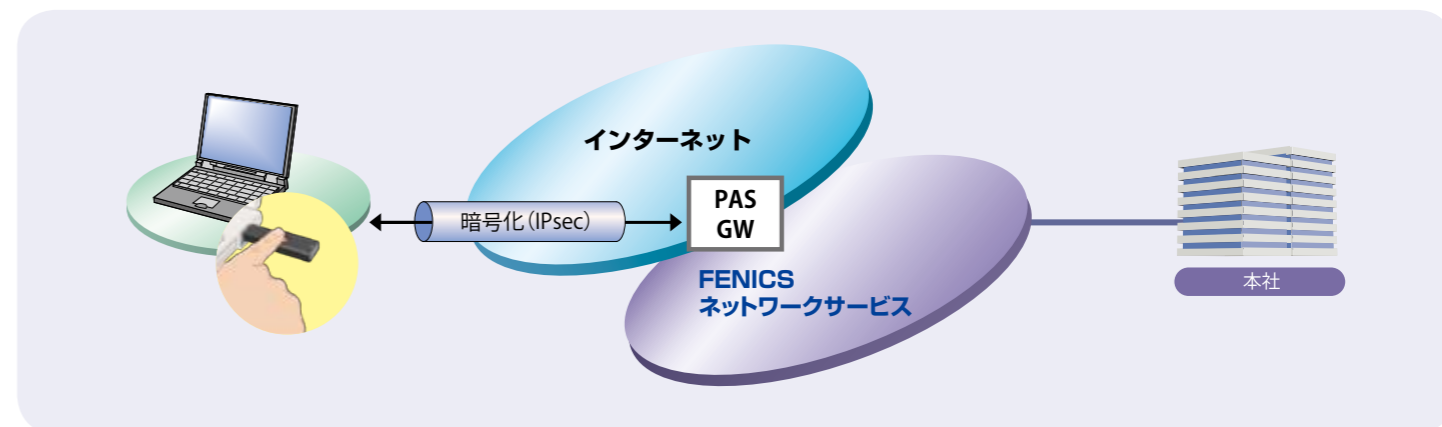 インターネット
暗号化（IPsec）
PAS
GW
FENICS
ネットワークサービス
本社